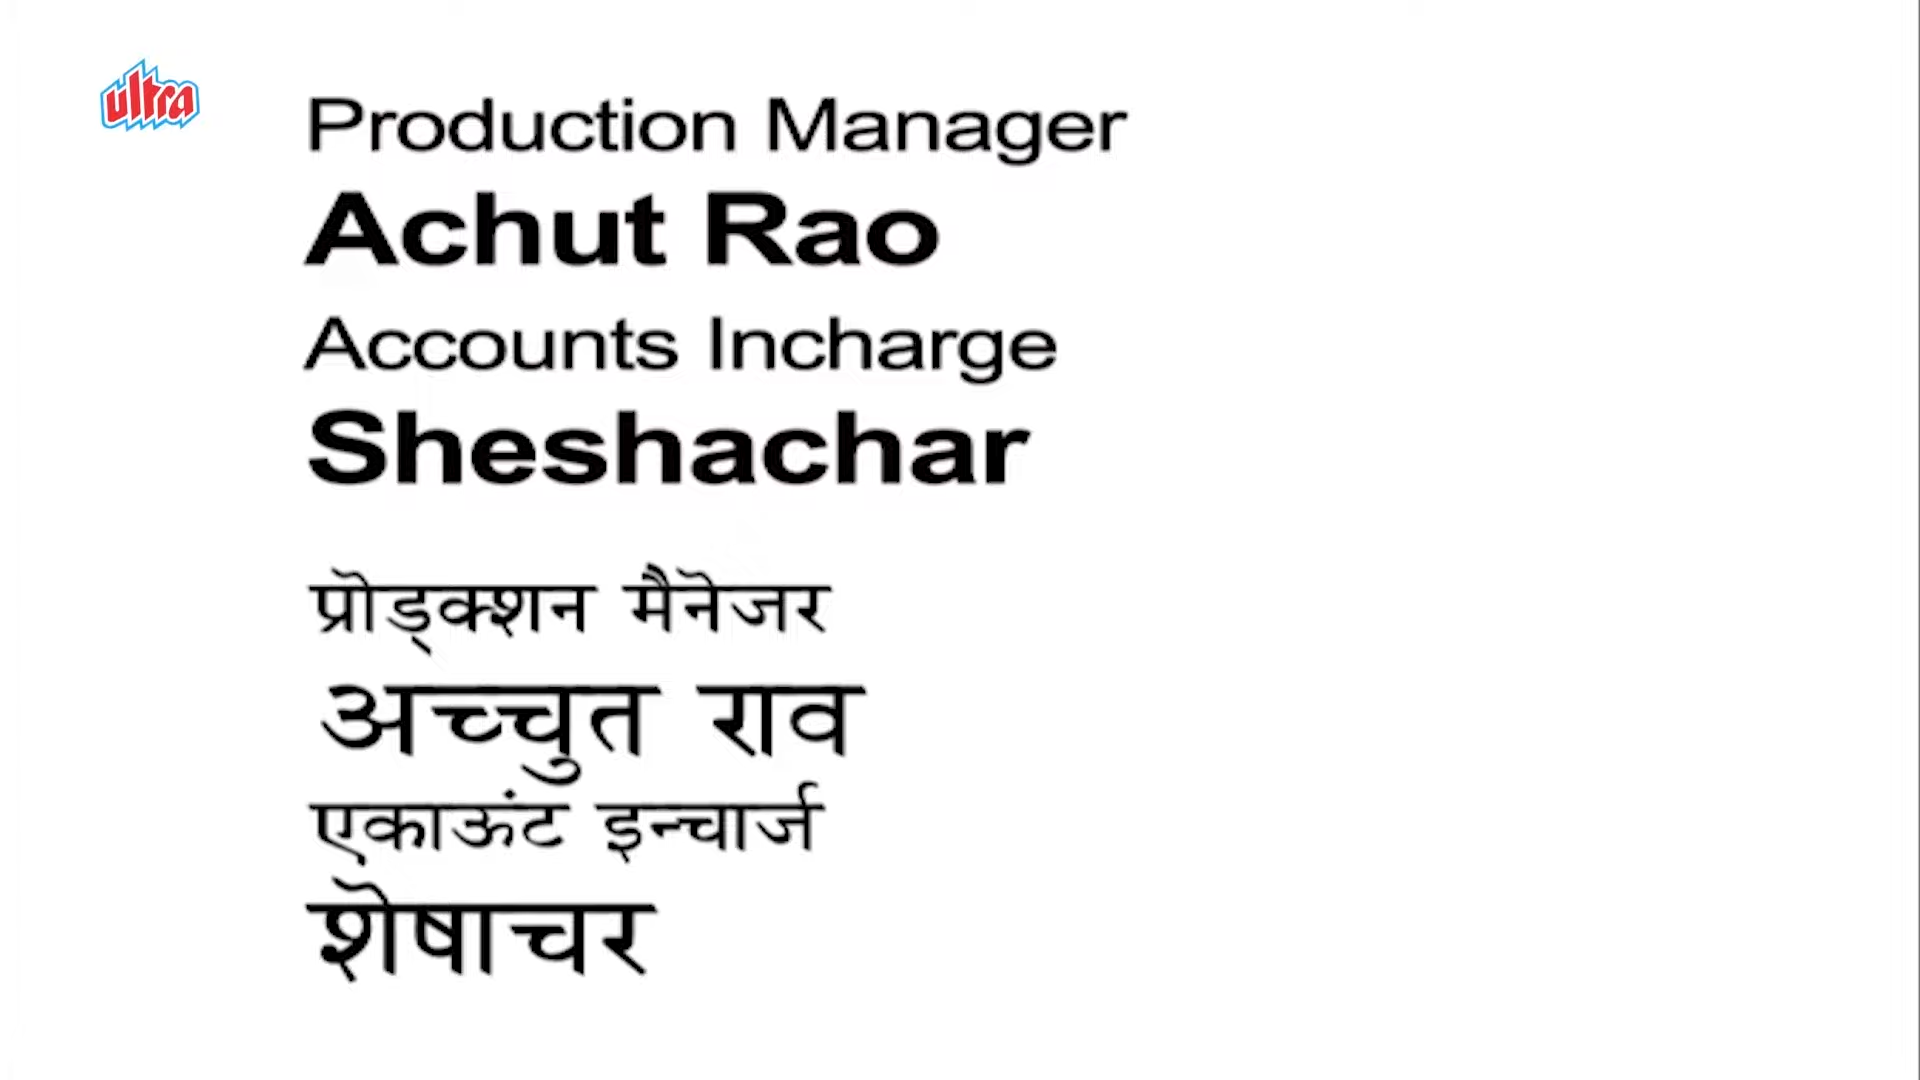 ultra
Production Manager
Achut Rao
Accounts Incharge
Sheshachar
प्रॊड्क्शन मैनॆजर
अच्चुत राव
एकाऊंट इन्चार्ज
शॆषाचर